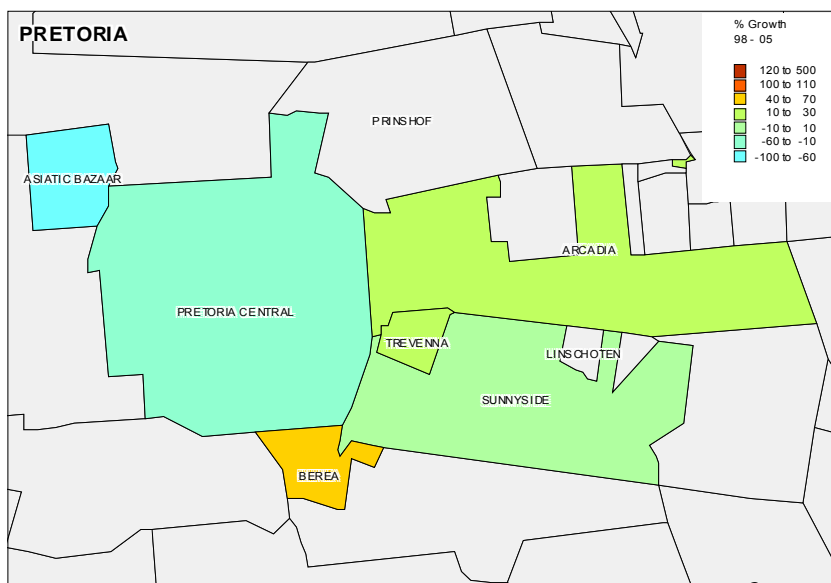 PRETORIA
% Growth
98 - 05
120 to 500
100 to 110
40 to 70
10 to 30
-10 to 10
-60 to -10
-100 to -60
PRINSHOF
ASIATIC BAZAAR
ARCADIA
PRETORIA CENTRAL
TREVENNA
LINSCHOTEN
SUNNYSIDE
BEREA